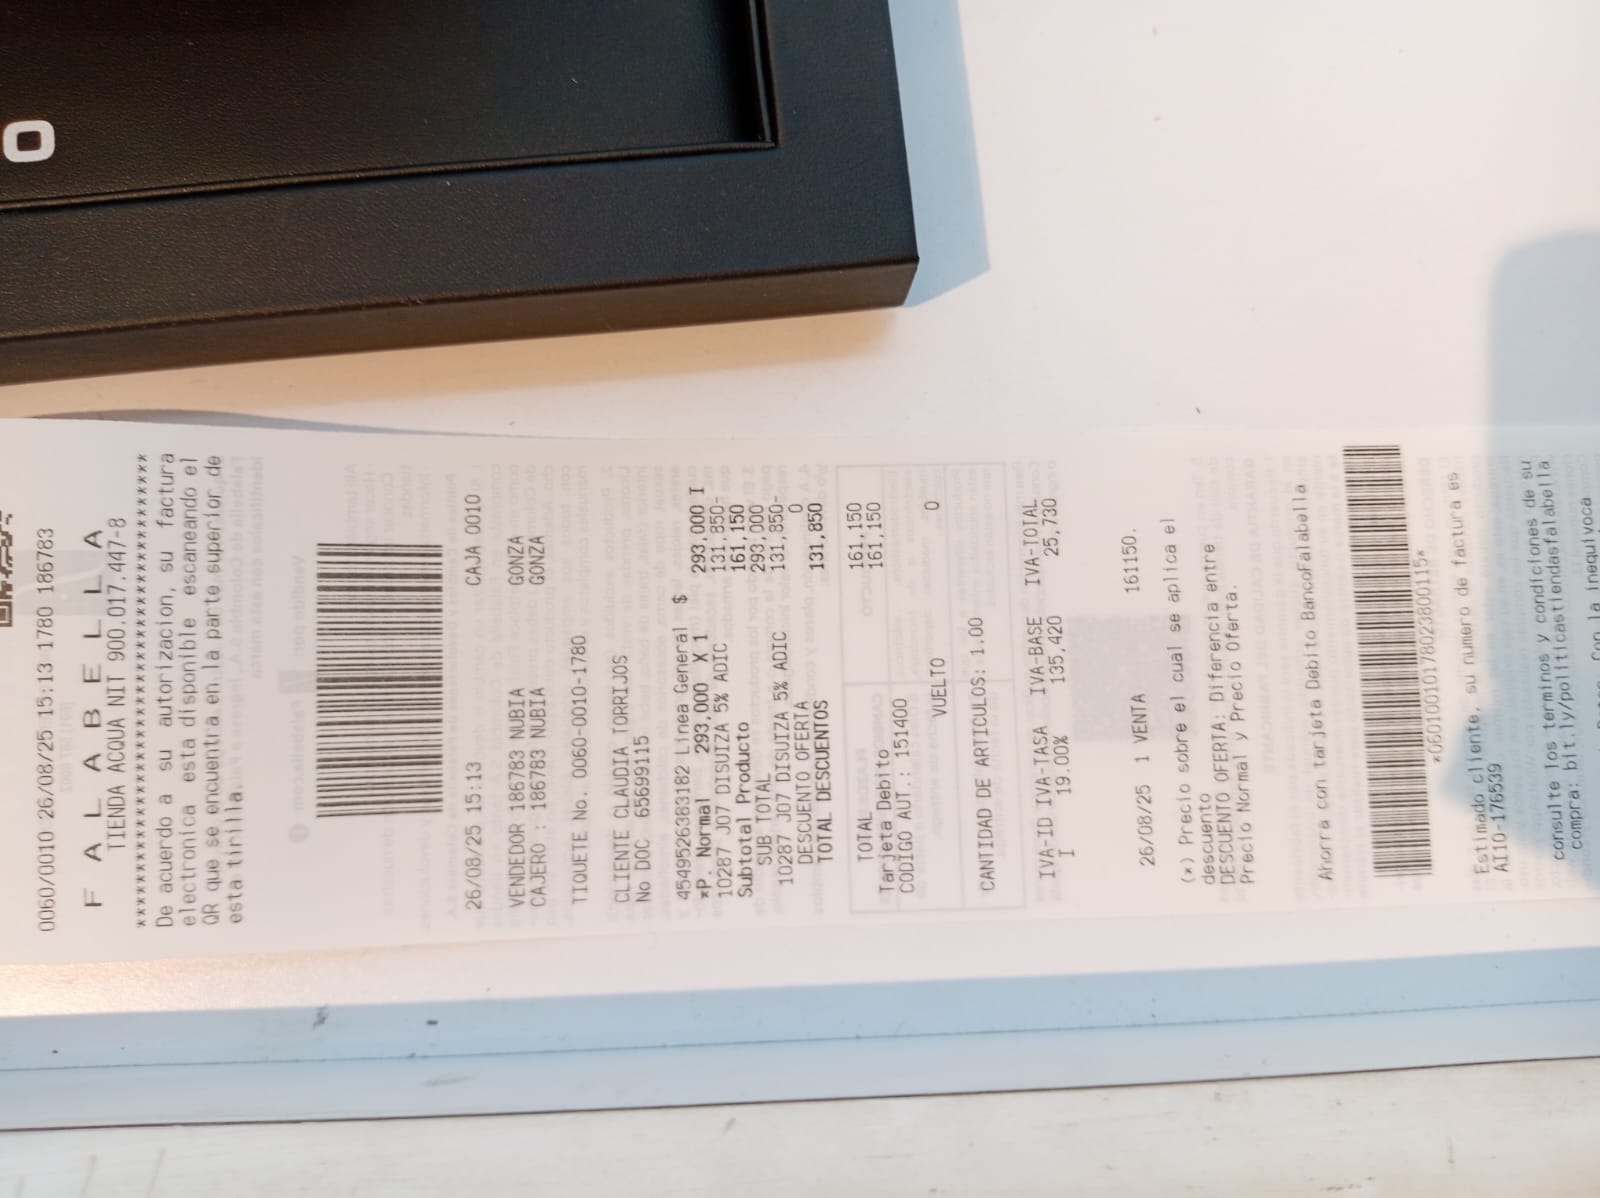 O
0060/0010 26/08/25 15:13 1780 186783
F A L A B E L L A
TIENDA ACQUA NIT 900.017.447-8
****************************************
De acuerdo a su autorizacion, su factura
electronica esta disponible escaneando el
QR que se encuentra en la parte superior de
esta tirilla.
26/08/25 15:13 CAJA 0010
VENDEDOR 186783 NUBIA GONZA
CAJERO : 186783 NUBIA GONZA
TIQUETE No. 0060-0010-1780
CLIENTE CLAUDIA TORRIJOS
No DOC 65699115
4549526383182 Linea General $
*P. Normal 293,000 X 1 293,000 I
10287 JO7 DISUIZA 5% ADIC 131,850-
Subtotal Producto 161,150
SUB TOTAL 293,000
10287 JO7 DISUIZA 5% ADIC 131,850-
DESCUENTO OFERTA 0
TOTAL DESCUENTOS 131,850
TOTAL 161,150
Tarjeta Debito 161,150
CODIGO AUT.: 151400
VUELTO 0
CANTIDAD DE ARTICULOS: 1.00
IVA-ID IVA-TASA IVA-BASE IVA-TOTAL
I 19.00% 135,420 25,730
26/08/25 1 VENTA 161150.
(*) Precio sobre el cual se aplica el
descuento
DESCUENTO OFERTA: Diferencia entre
Precio Normal y Precio Oferta.
Ahorra con tarjeta Debito BancoFalaballa
*060100101780238001 15*
Estimado cliente, su numero de factura es
AI10-176539
consulte los terminos y condiciones de su
compra: bit.ly/politicastiendasfalabella
Con la inequivoca